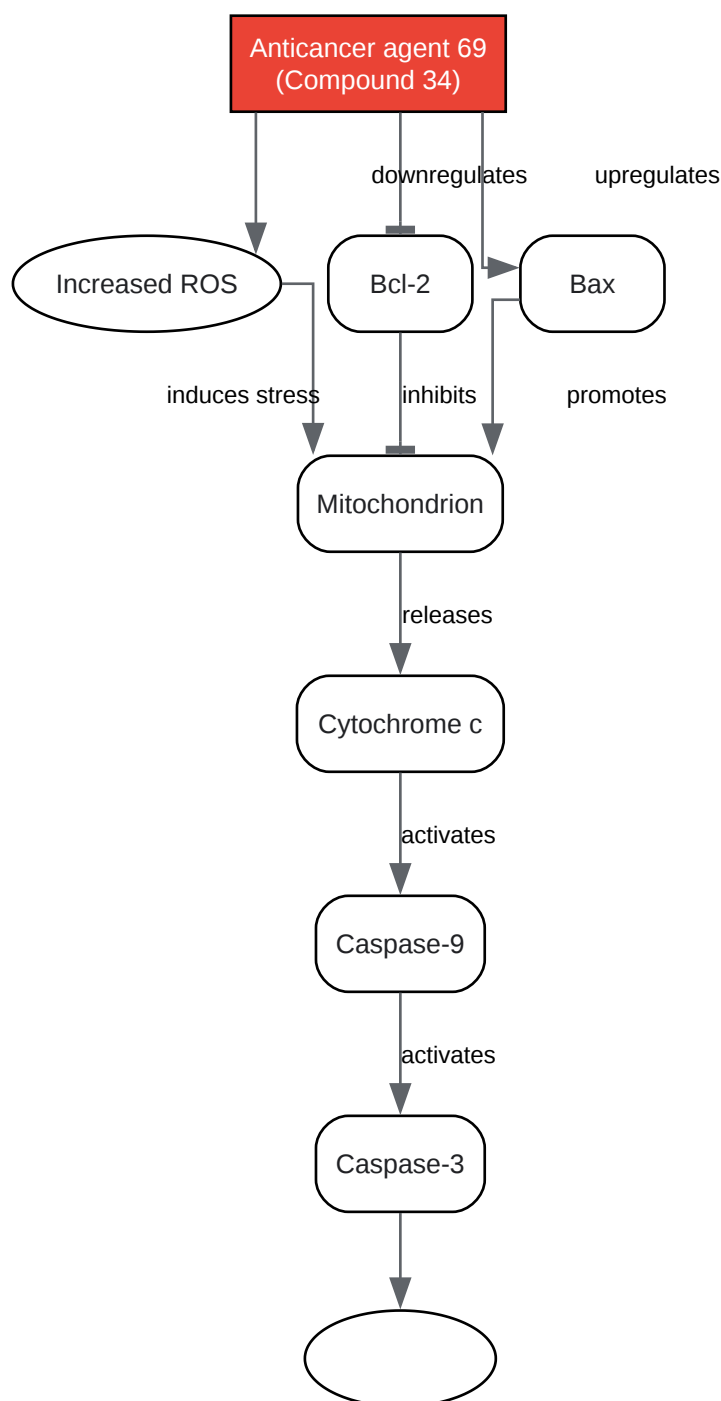 Anticancer agent 69
(Compound 34)
downregulates
upregulates
Increased ROS
Bcl-2
Bax
induces stress
inhibits
promotes
Mitochondrion
releases
Cytochrome c
activates
Caspase-9
activates
Caspase-3